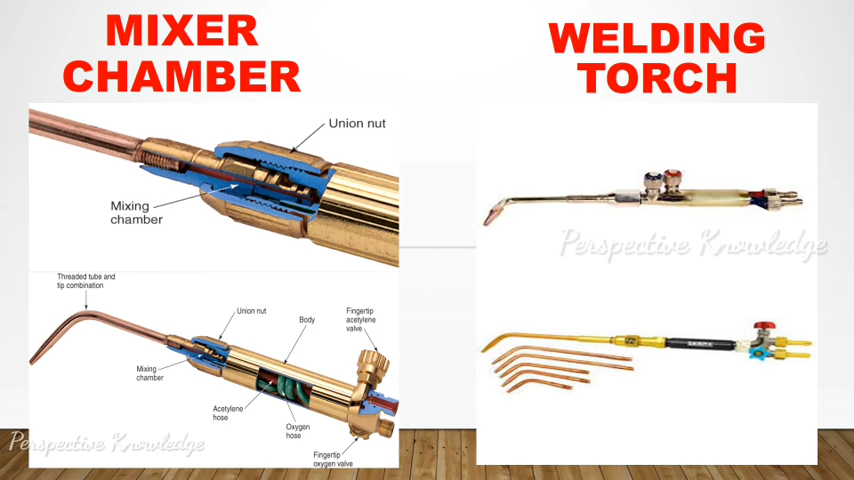 MIXER
CHAMBER
WELDING
TORCH
Union nut
Mixing
chamber
Perspective Knowledge
Threaded tube and
tip combination
Union nut
Body
Fingertip
acetylene
valve
Mixing
chamber
Acetylene
hose
Oxygen
hose
Fingertip
oxygen valve
Perspective Knowledge